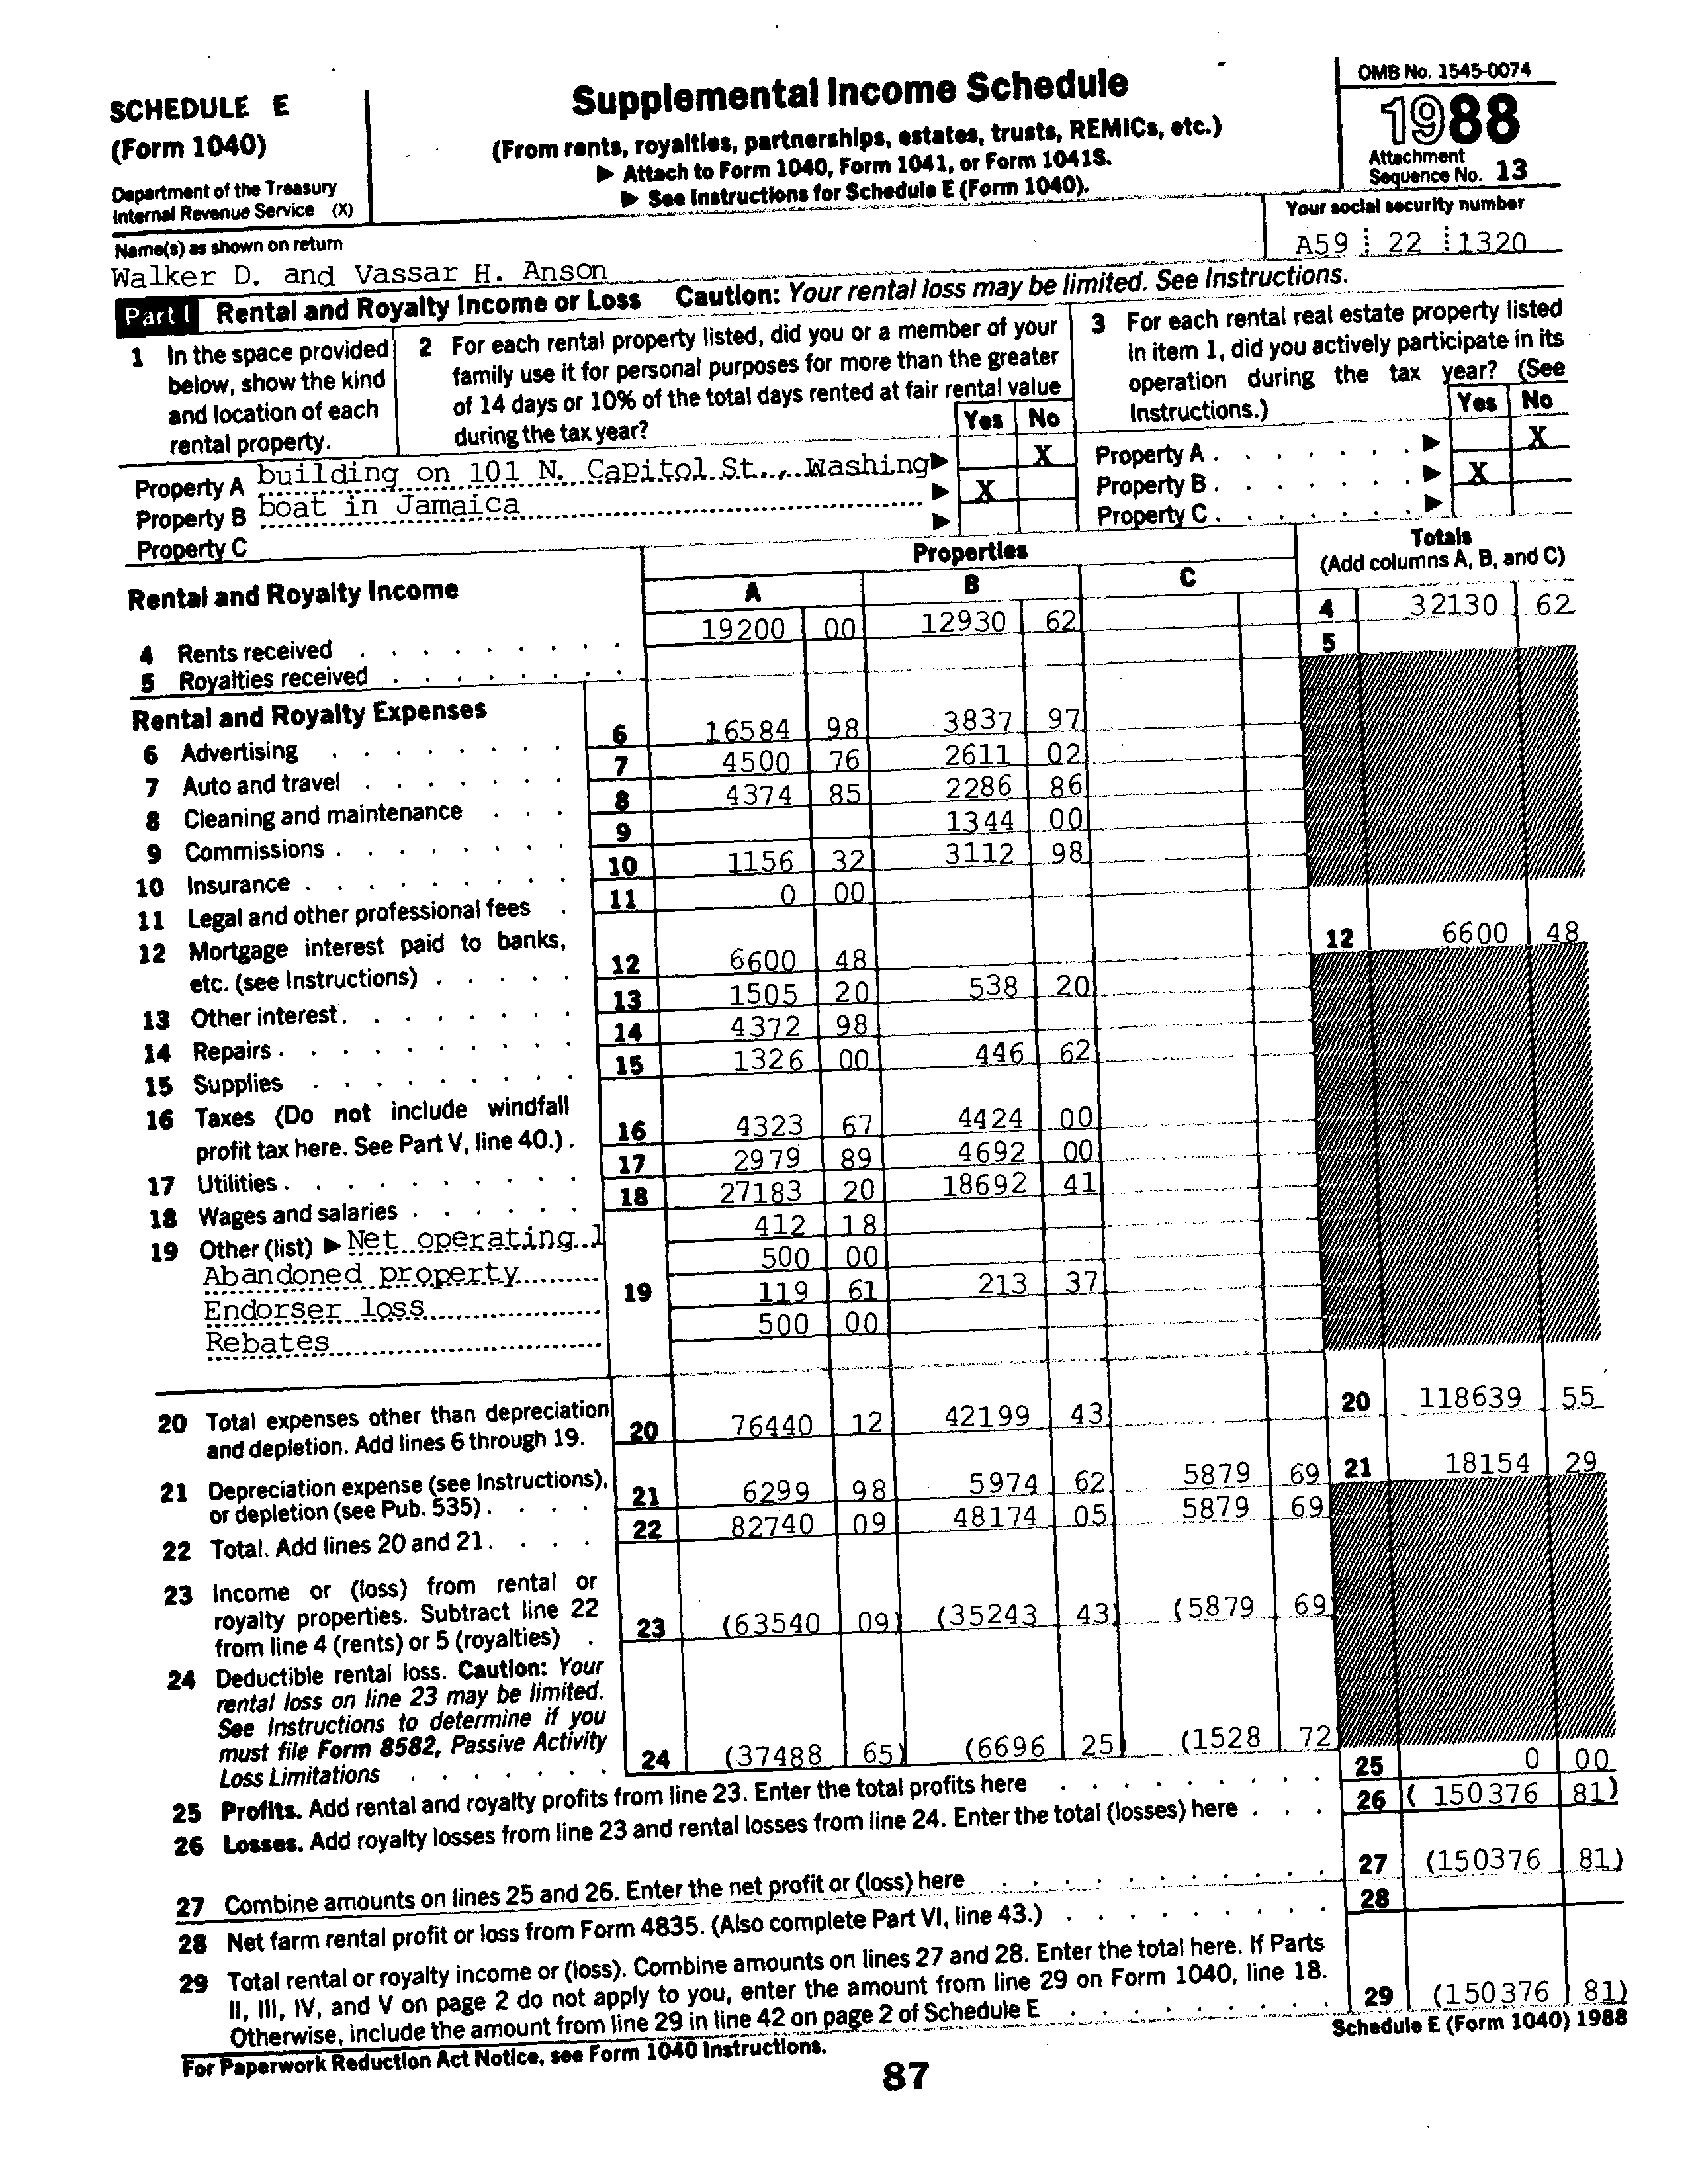 SCHEDULE E
(Form 1040)
Department of the Treasury
Internal Revenue Service (X)
Supplemental Income Schedule
(From rents, royalties, partnerships, estates, trusts, REMICs, etc.)
▶ Attach to Form 1040, Form 1041, or Form 1041S.
▶ See Instructions for Schedule E (Form 1040).
OMB No. 1545-0074
1988
Attachment
Sequence No. 13
Name(s) as shown on return
Walker D. and Vassar H. Anson
Your social security number
A59 22 1320
Part I Rental and Royalty Income or Loss Caution: Your rental loss may be limited. See Instructions.
1 In the space provided
below, show the kind
and location of each
rental property.
2 For each rental property listed, did you or a member of your
family use it for personal purposes for more than the greater
of 14 days or 10% of the total days rented at fair rental value
during the tax year?
Yes No
3 For each rental real estate property listed
in item 1, did you actively participate in its
operation during the tax year? (See
Instructions.)
Yes No
Property A building on 101 N. Capitol St., Washing▶ X
Property B boat in Jamaica ▶ X
Property C ▶
Property A . . . . . . . ▶ X
Property B . . . . . . . ▶ X
Property C . . . . . . . ▶
Rental and Royalty Income
Properties
A B C
Totals
(Add columns A, B, and C)
4 Rents received . . . . . . . . 19200 00 12930 62 4 32130 62
5 Royalties received . . . . . . . 5
Rental and Royalty Expenses
6 Advertising . . . . . . . . 6 16584 98 3837 97
7 Auto and travel . . . . . . . 7 4500 76 2611 02
8 Cleaning and maintenance . . . 8 4374 85 2286 86
9 Commissions . . . . . . . . 9 1344 00
10 Insurance . . . . . . . . . 10 1156 32 3112 98
11 Legal and other professional fees . 11 0 00
12 Mortgage interest paid to banks,
etc. (see Instructions) . . . . . 12 6600 48 12 6600 48
13 Other interest . . . . . . . . 13 1505 20 538 20
14 Repairs . . . . . . . . . . 14 4372 98
15 Supplies . . . . . . . . . 15 1326 00 446 62
16 Taxes (Do not include windfall
profit tax here. See Part V, line 40.) . 16 4323 67 4424 00
17 Utilities . . . . . . . . . . 17 2979 89 4692 00
18 Wages and salaries . . . . . . 18 27183 20 18692 41
19 Other (list) ▶ Net operating l 412 18
Abandoned property 500 00
Endorser loss 19 119 61 213 37
Rebates 500 00
20 Total expenses other than depreciation
and depletion. Add lines 6 through 19. 20 76440 12 42199 43 20 118639 55
21 Depreciation expense (see Instructions),
or depletion (see Pub. 535) . . . . 21 6299 98 5974 62 5879 69 21 18154 29
22 Total. Add lines 20 and 21. . . . . 22 82740 09 48174 05 5879 69
23 Income or (loss) from rental or
royalty properties. Subtract line 22
from line 4 (rents) or 5 (royalties) . 23 (63540 09) (35243 43) (5879 69)
24 Deductible rental loss. Caution: Your
rental loss on line 23 may be limited.
See Instructions to determine if you
must file Form 8582, Passive Activity
Loss Limitations . . . . . . . 24 (37488 65) (6696 25) (1528 72)
25 Profits. Add rental and royalty profits from line 23. Enter the total profits here . . . . . . . . 25 0 00
26 Losses. Add royalty losses from line 23 and rental losses from line 24. Enter the total (losses) here . . . 26 ( 150376 81)
27 Combine amounts on lines 25 and 26. Enter the net profit or (loss) here . . . . . . . . . . . 27 (150376 81)
28 Net farm rental profit or loss from Form 4835. (Also complete Part VI, line 43.) . . . . . . . . . 28
29 Total rental or royalty income or (loss). Combine amounts on lines 27 and 28. Enter the total here. If Parts
II, III, IV, and V on page 2 do not apply to you, enter the amount from line 29 on Form 1040, line 18.
Otherwise, include the amount from line 29 in line 42 on page 2 of Schedule E . . . . . . . . . 29 (150376 81)
For Paperwork Reduction Act Notice, see Form 1040 Instructions.
Schedule E (Form 1040) 1988
87